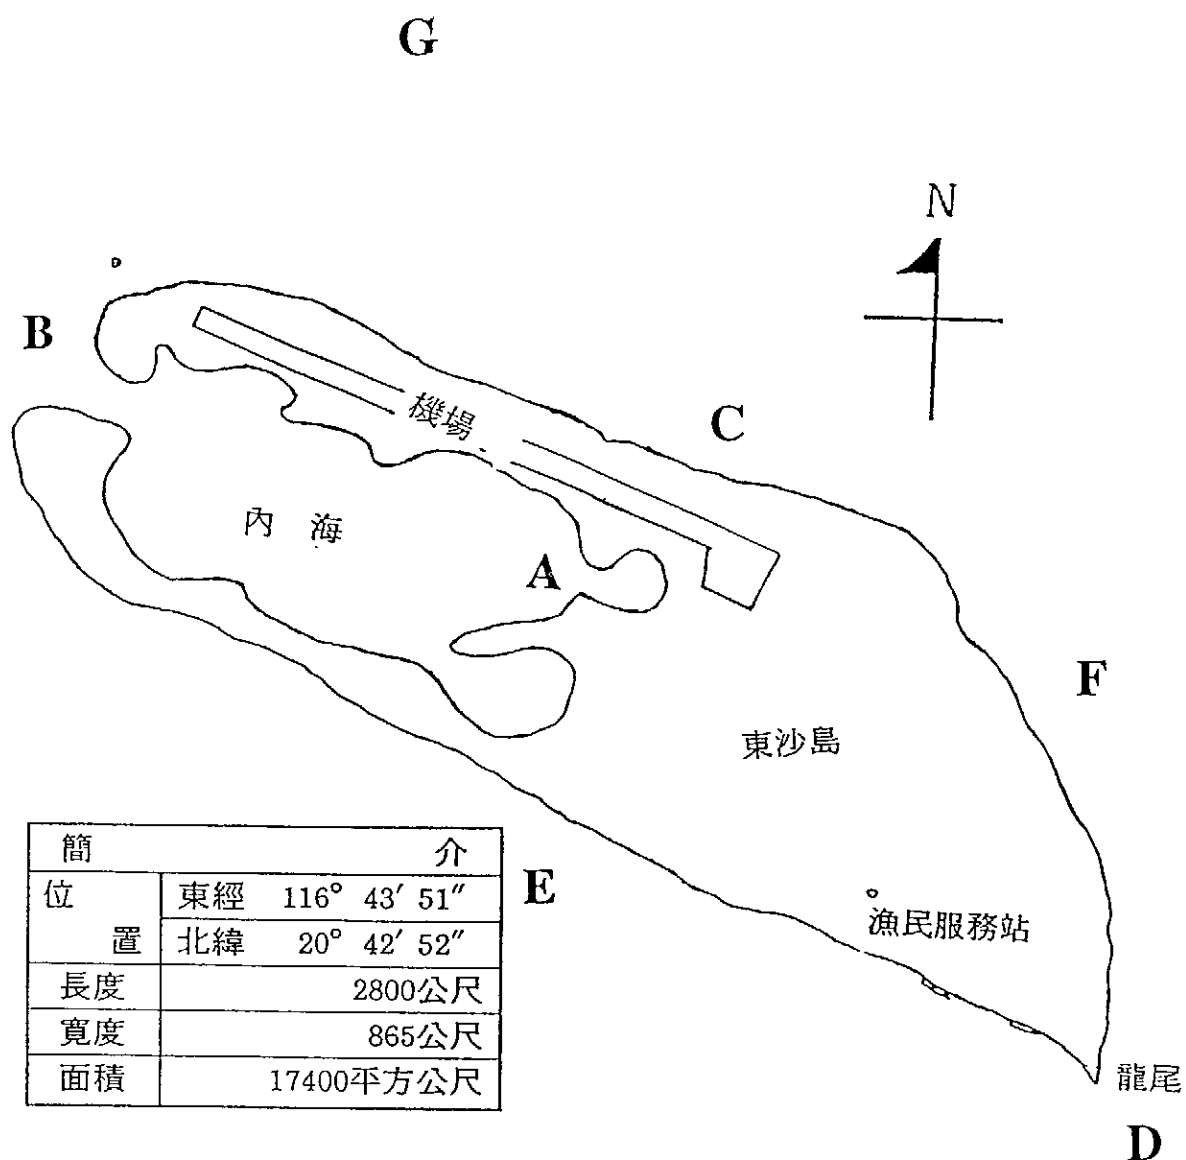 G
N
B
C
機場
內 海
A
F
東沙島
簡 介
位置 東經 116° 43′ 51″
北緯 20° 42′ 52″
長度 2800公尺
寬度 865公尺
面積 17400平方公尺
E
漁民服務站
龍尾
D